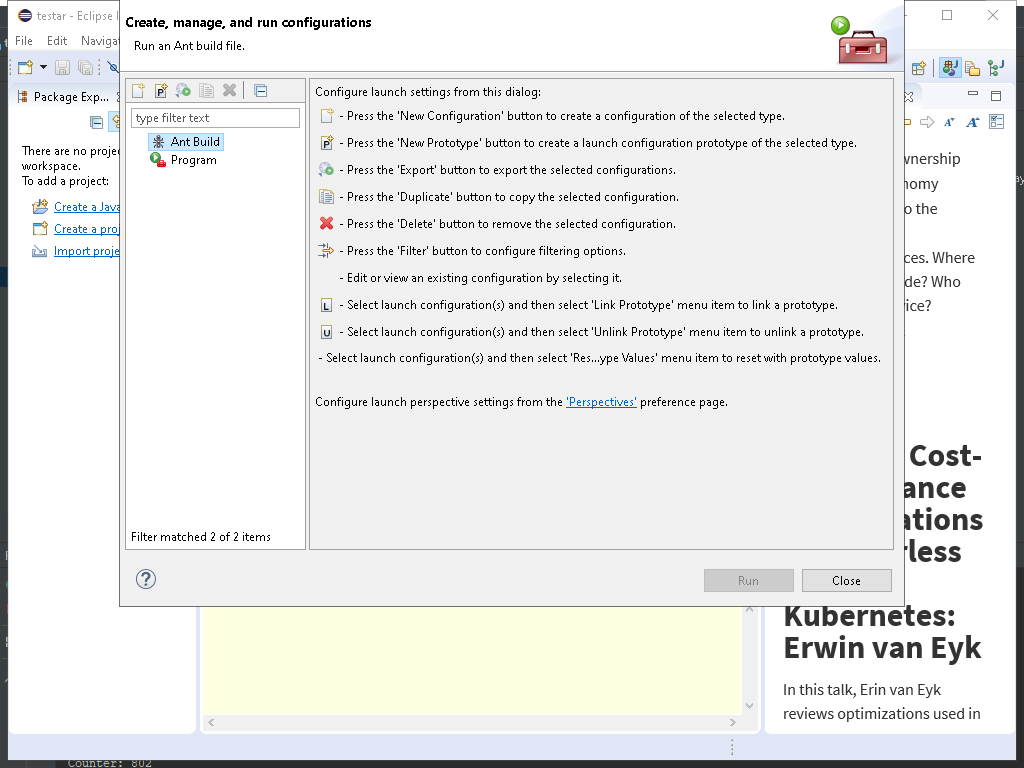 testar - Eclipse I
File Edit Naviga
Package Exp...
There are no proje
workspace.
To add a project:
Create a Java
Create a proj
Import proje
Create, manage, and run configurations
Run an Ant build file.
type filter text
Ant Build
Program
Filter matched 2 of 2 items
Configure launch settings from this dialog:
- Press the 'New Configuration' button to create a configuration of the selected type.
P - Press the 'New Prototype' button to create a launch configuration prototype of the selected type.
- Press the 'Export' button to export the selected configurations.
- Press the 'Duplicate' button to copy the selected configuration.
- Press the 'Delete' button to remove the selected configuration.
- Press the 'Filter' button to configure filtering options.
- Edit or view an existing configuration by selecting it.
L - Select launch configuration(s) and then select 'Link Prototype' menu item to link a prototype.
U - Select launch configuration(s) and then select 'Unlink Prototype' menu item to unlink a prototype.
- Select launch configuration(s) and then select 'Res...ype Values' menu item to reset with prototype values.
Configure launch perspective settings from the 'Perspectives' preference page.
Run
Close
wnership
nomy
o the
ces. Where
de? Who
vice?
Cost-
ance
ations
rless
Kubernetes:
Erwin van Eyk
In this talk, Erin van Eyk
reviews optimizations used in
Counter: 802